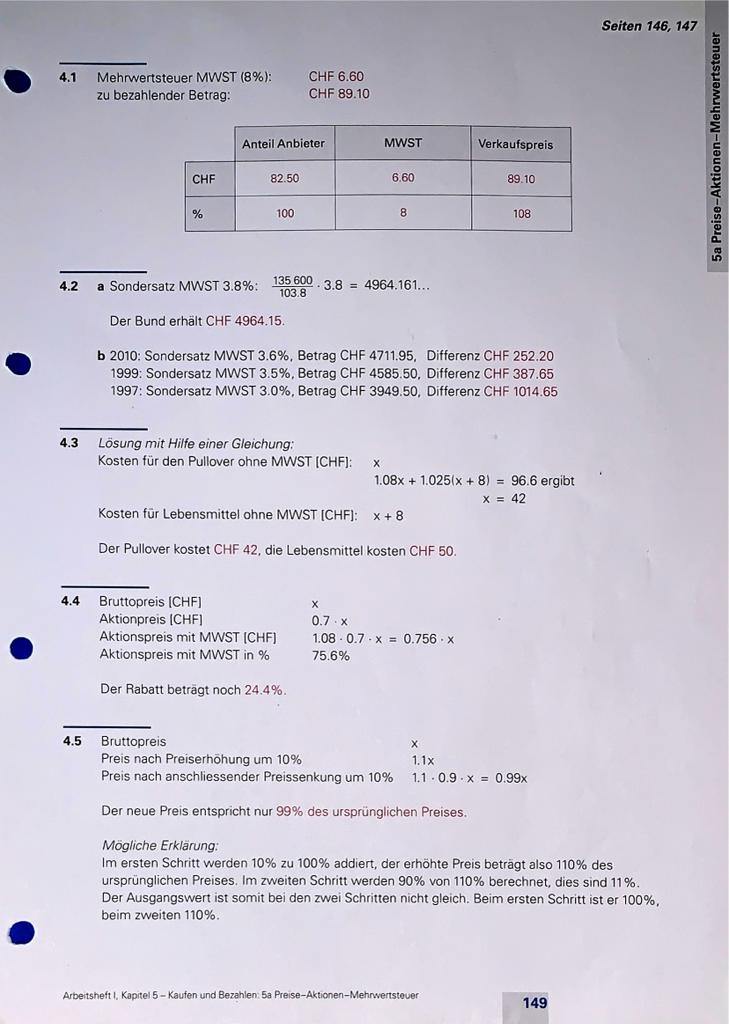 Seiten 146, 147
5a Preise–Aktionen–Mehrwertsteuer
4.1 Mehrwertsteuer MWST (8%): CHF 6.60
zu bezahlender Betrag: CHF 89.10
Anteil Anbieter MWST Verkaufspreis
CHF 82.50 6.60 89.10
% 100 8 108
4.2 a Sondersatz MWST 3.8%: 135 600 / 103.8 · 3.8 = 4964.161...
Der Bund erhält CHF 4964.15.
b 2010: Sondersatz MWST 3.6%, Betrag CHF 4711.95, Differenz CHF 252.20
1999: Sondersatz MWST 3.5%, Betrag CHF 4585.50, Differenz CHF 387.65
1997: Sondersatz MWST 3.0%, Betrag CHF 3949.50, Differenz CHF 1014.65
4.3 Lösung mit Hilfe einer Gleichung:
Kosten für den Pullover ohne MWST [CHF]: x
1.08x + 1.025(x + 8) = 96.6 ergibt
x = 42
Kosten für Lebensmittel ohne MWST [CHF]: x + 8
Der Pullover kostet CHF 42, die Lebensmittel kosten CHF 50.
4.4 Bruttopreis [CHF] x
Aktionpreis [CHF] 0.7 · x
Aktionspreis mit MWST [CHF] 1.08 · 0.7 · x = 0.756 · x
Aktionspreis mit MWST in % 75.6%
Der Rabatt beträgt noch 24.4%.
4.5 Bruttopreis x
Preis nach Preiserhöhung um 10% 1.1x
Preis nach anschliessender Preissenkung um 10% 1.1 · 0.9 · x = 0.99x
Der neue Preis entspricht nur 99% des ursprünglichen Preises.
Mögliche Erklärung:
Im ersten Schritt werden 10% zu 100% addiert, der erhöhte Preis beträgt also 110% des
ursprünglichen Preises. Im zweiten Schritt werden 90% von 110% berechnet, dies sind 11%.
Der Ausgangswert ist somit bei den zwei Schritten nicht gleich. Beim ersten Schritt ist er 100%,
beim zweiten 110%.
Arbeitsheft I, Kapitel 5 – Kaufen und Bezahlen: 5a Preise–Aktionen–Mehrwertsteuer
149